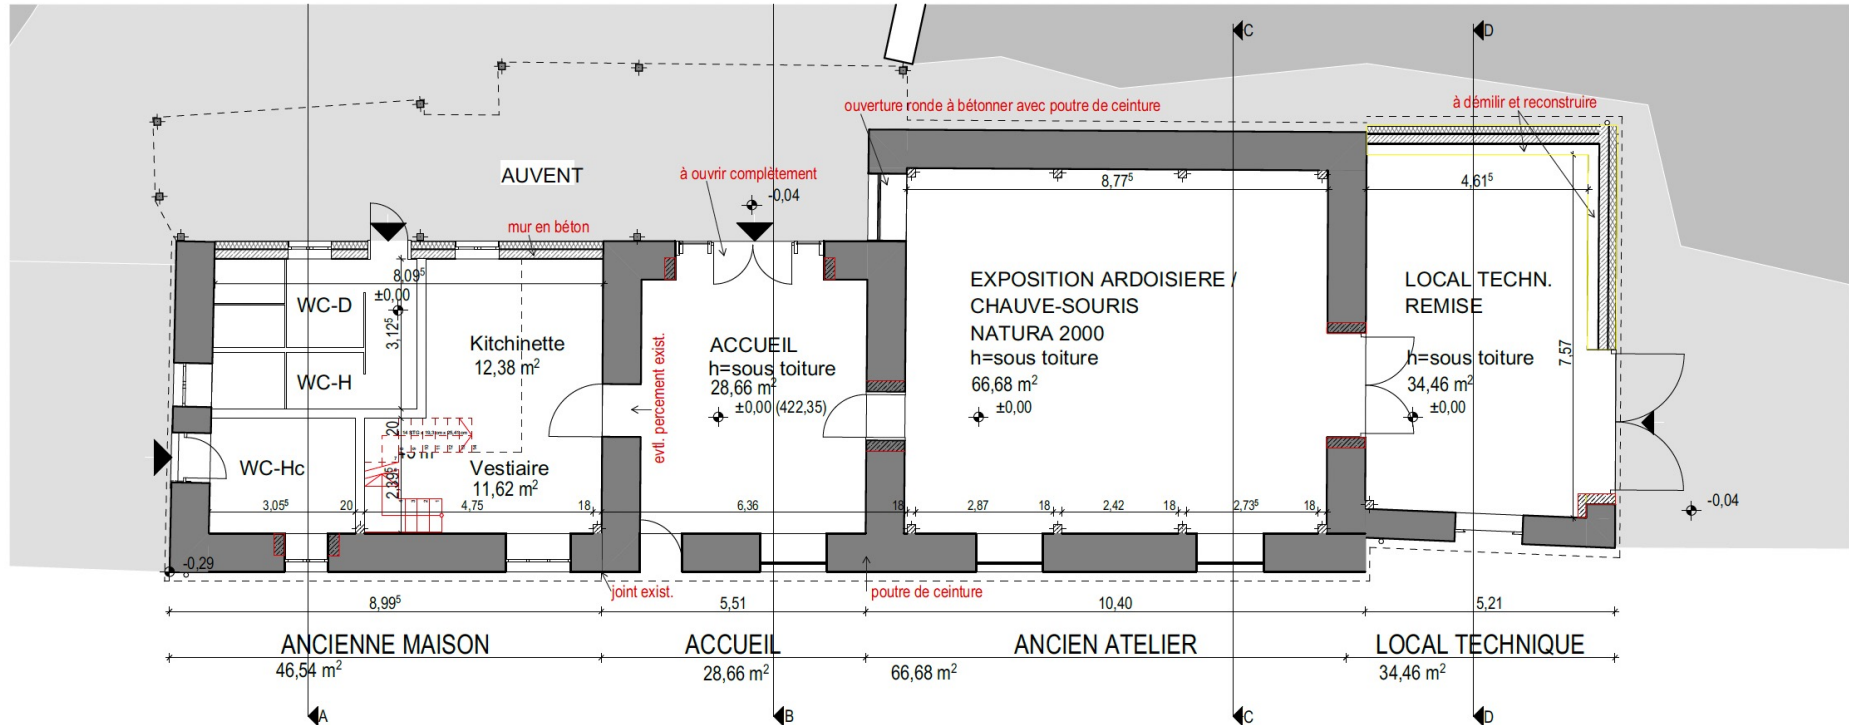 C
D
ouverture ronde à bétonner avec poutre de ceinture
à démilir et reconstruire
AUVENT
à ouvrir complètement
-0,04
8,77⁵
4,61⁵
mur en béton
8,09⁵
±0,00
WC-D
3,12⁵
Kitchinette
12,38 m²
WC-H
evtl. percement exist.
ACCUEIL
h=sous toiture
28,66 m²
±0,00 (422,35)
EXPOSITION ARDOISIERE /
CHAUVE-SOURIS
NATURA 2000
h=sous toiture
66,68 m²
±0,00
LOCAL TECHN.
REMISE
h=sous toiture
34,46 m²
±0,00
7,57
20
WC-Hc
2,39⁵
Vestiaire
11,62 m²
3,05⁵
20
4,75
18
6,36
18
2,87
18
2,42
18
2,73⁵
18
-0,04
-0,29
joint exist.
poutre de ceinture
8,99⁵
5,51
10,40
5,21
ANCIENNE MAISON
46,54 m²
ACCUEIL
28,66 m²
ANCIEN ATELIER
66,68 m²
LOCAL TECHNIQUE
34,46 m²
A
B
C
D